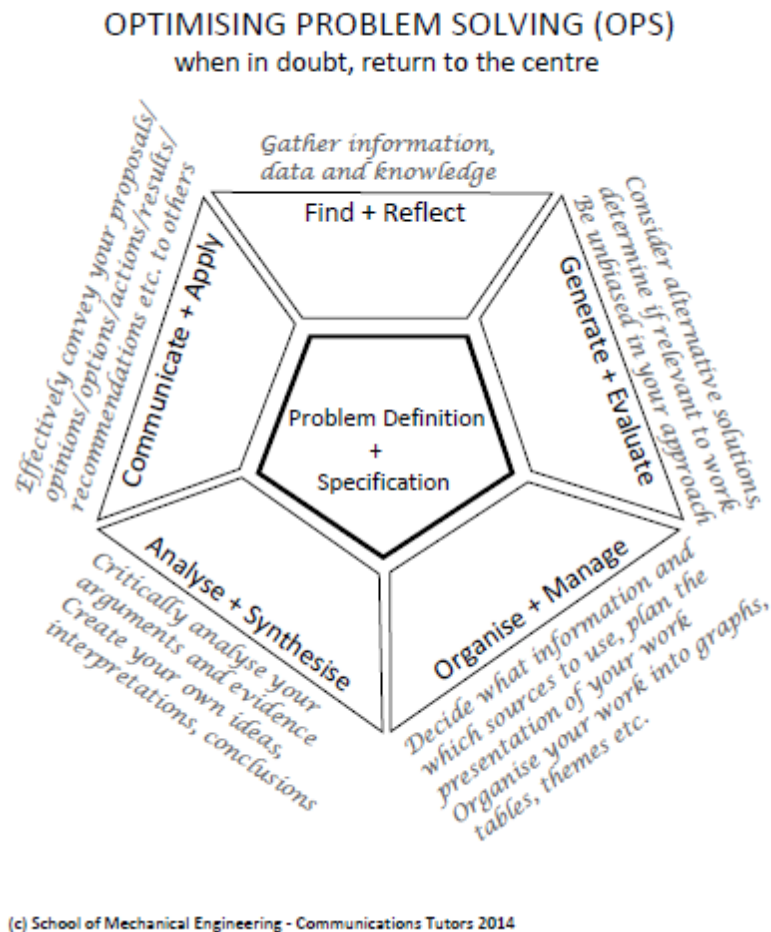 OPTIMISING PROBLEM SOLVING (OPS)
when in doubt, return to the centre
Gather information,
data and knowledge
Find + Reflect
Consider alternative solutions,
determine if relevant to work
Be unbiased in your approach
Generate + Evaluate
Organise + Manage
Decide what information and
which sources to use, plan the
presentation of your work
Organise your work into graphs,
tables, themes etc.
Analyse + Synthesise
Critically analyse your
arguments and evidence
Create your own ideas,
interpretations, conclusions
Effectively convey your proposals/
opinions/options/actions/results/
recommendations etc. to others
Communicate + Apply
Problem Definition
+
Specification
(c) School of Mechanical Engineering - Communications Tutors 2014